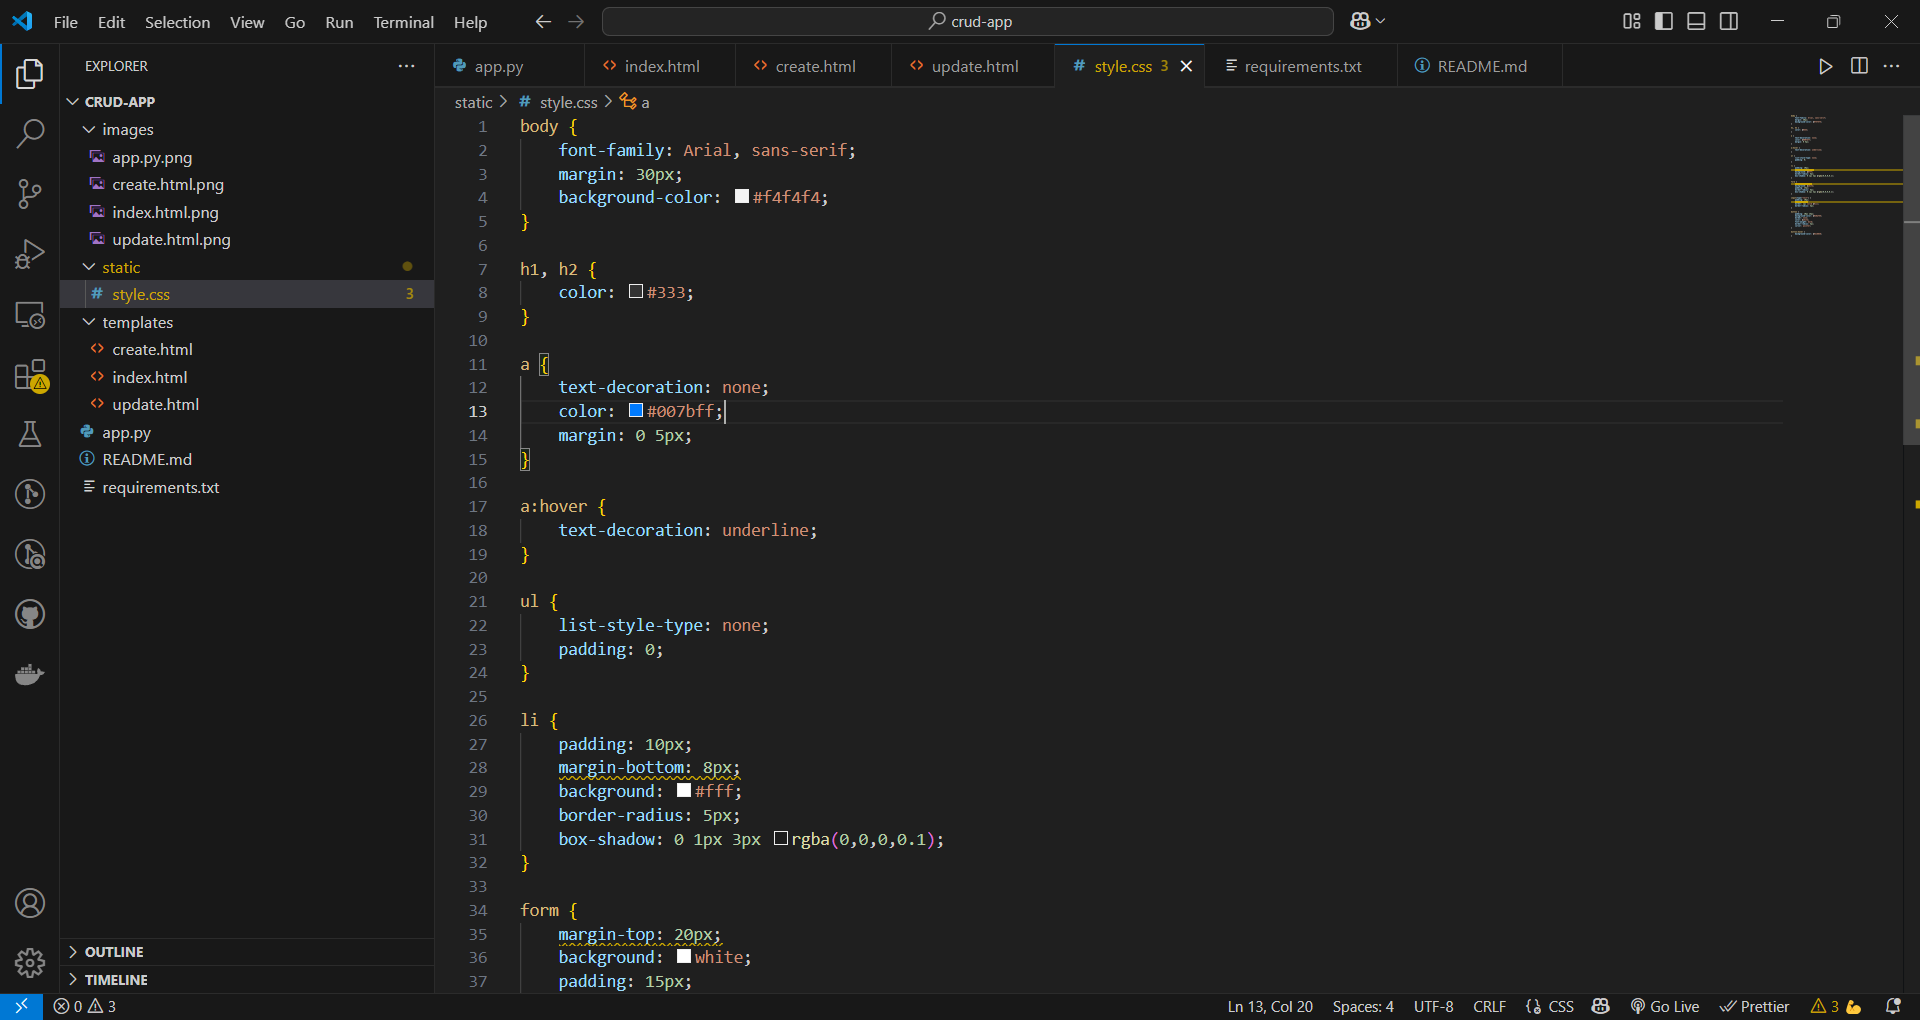 File Edit Selection View Go Run Terminal Help
crud-app
EXPLORER
CRUD-APP
images
app.py.png
create.html.png
index.html.png
update.html.png
static
style.css 3
templates
create.html
index.html
update.html
app.py
README.md
requirements.txt
OUTLINE
TIMELINE
app.py index.html create.html update.html style.css 3 requirements.txt README.md
static > style.css > a
1 body {
2     font-family: Arial, sans-serif;
3     margin: 30px;
4     background-color: #f4f4f4;
5 }
6
7 h1, h2 {
8     color: #333;
9 }
10
11 a {
12     text-decoration: none;
13     color: #007bff;
14     margin: 0 5px;
15 }
16
17 a:hover {
18     text-decoration: underline;
19 }
20
21 ul {
22     list-style-type: none;
23     padding: 0;
24 }
25
26 li {
27     padding: 10px;
28     margin-bottom: 8px;
29     background: #fff;
30     border-radius: 5px;
31     box-shadow: 0 1px 3px rgba(0,0,0,0.1);
32 }
33
34 form {
35     margin-top: 20px;
36     background: white;
37     padding: 15px;
0 3
Ln 13, Col 20 Spaces: 4 UTF-8 CRLF {} CSS Go Live Prettier 3